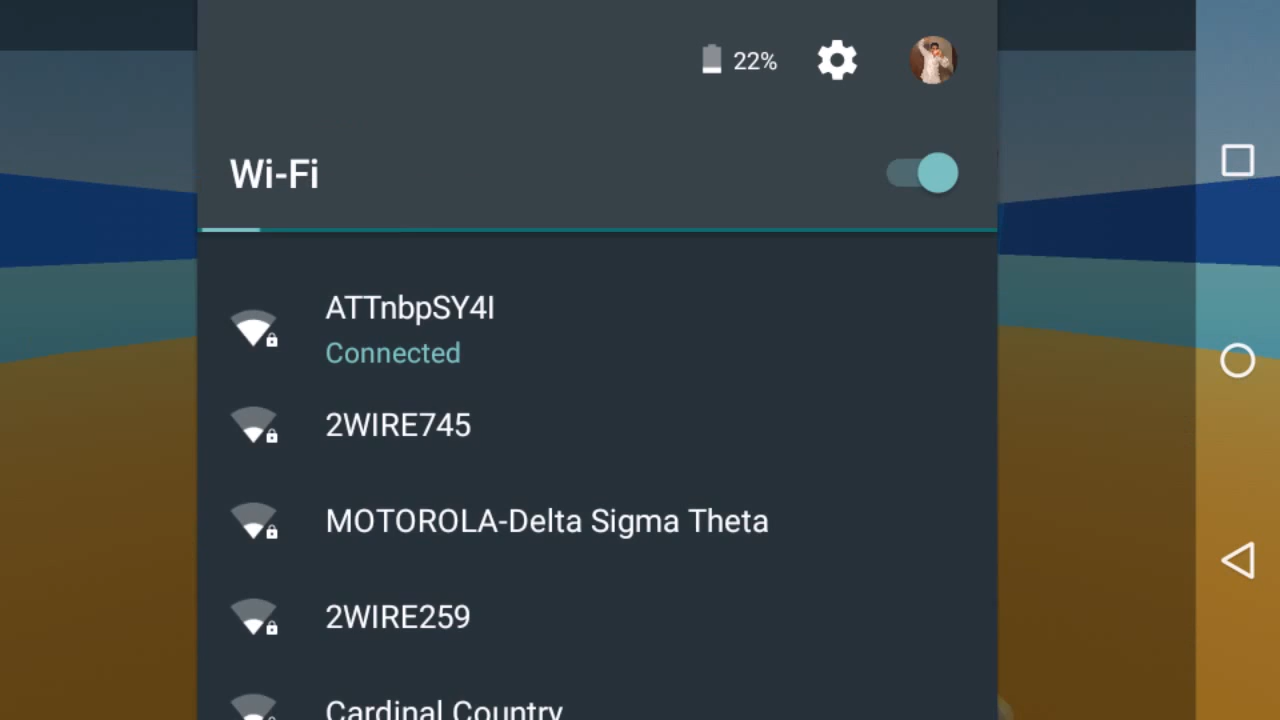 22%
Wi-Fi
ATTnbpSY4I
Connected
2WIRE745
MOTOROLA-Delta Sigma Theta
2WIRE259
Cardinal Country